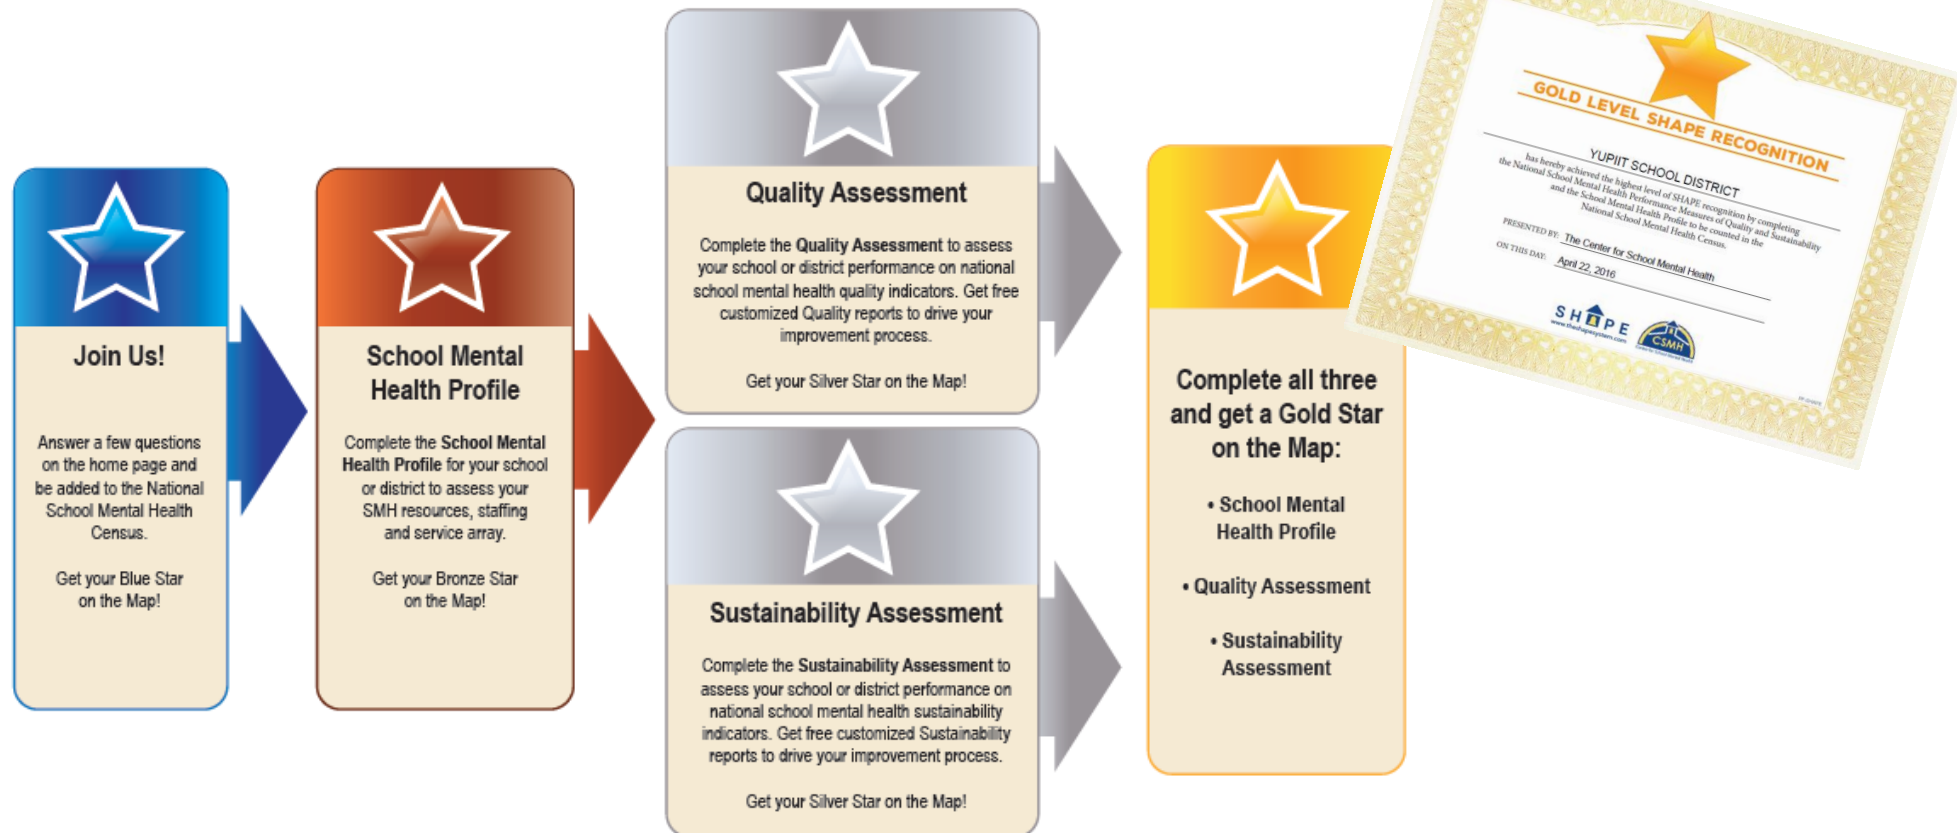 Join Us!
Answer a few questions
on the home page and
be added to the National
School Mental Health
Census.
Get your Blue Star
on the Map!
School Mental
Health Profile
Complete the School Mental
Health Profile for your school
or district to assess your
SMH resources, staffing
and service array.
Get your Bronze Star
on the Map!
Quality Assessment
Complete the Quality Assessment to assess
your school or district performance on national
school mental health quality indicators. Get free
customized Quality reports to drive your
improvement process.
Get your Silver Star on the Map!
Sustainability Assessment
Complete the Sustainability Assessment to
assess your school or district performance on
national school mental health sustainability
indicators. Get free customized Sustainability
reports to drive your improvement process.
Get your Silver Star on the Map!
Complete all three
and get a Gold Star
on the Map:
• School Mental
Health Profile
• Quality Assessment
• Sustainability
Assessment
GOLD LEVEL SHAPE RECOGNITION
YUPIIT SCHOOL DISTRICT
has hereby achieved the highest level of SHAPE recognition by completing
the National School Mental Health Performance Measures of Quality and Sustainability
and the School Mental Health Profile to be counted in the
National School Mental Health Census.
PRESENTED BY: The Center for School Mental Health
ON THIS DAY: April 22, 2016
SHAPE
www.theshapesystem.com
CSMH